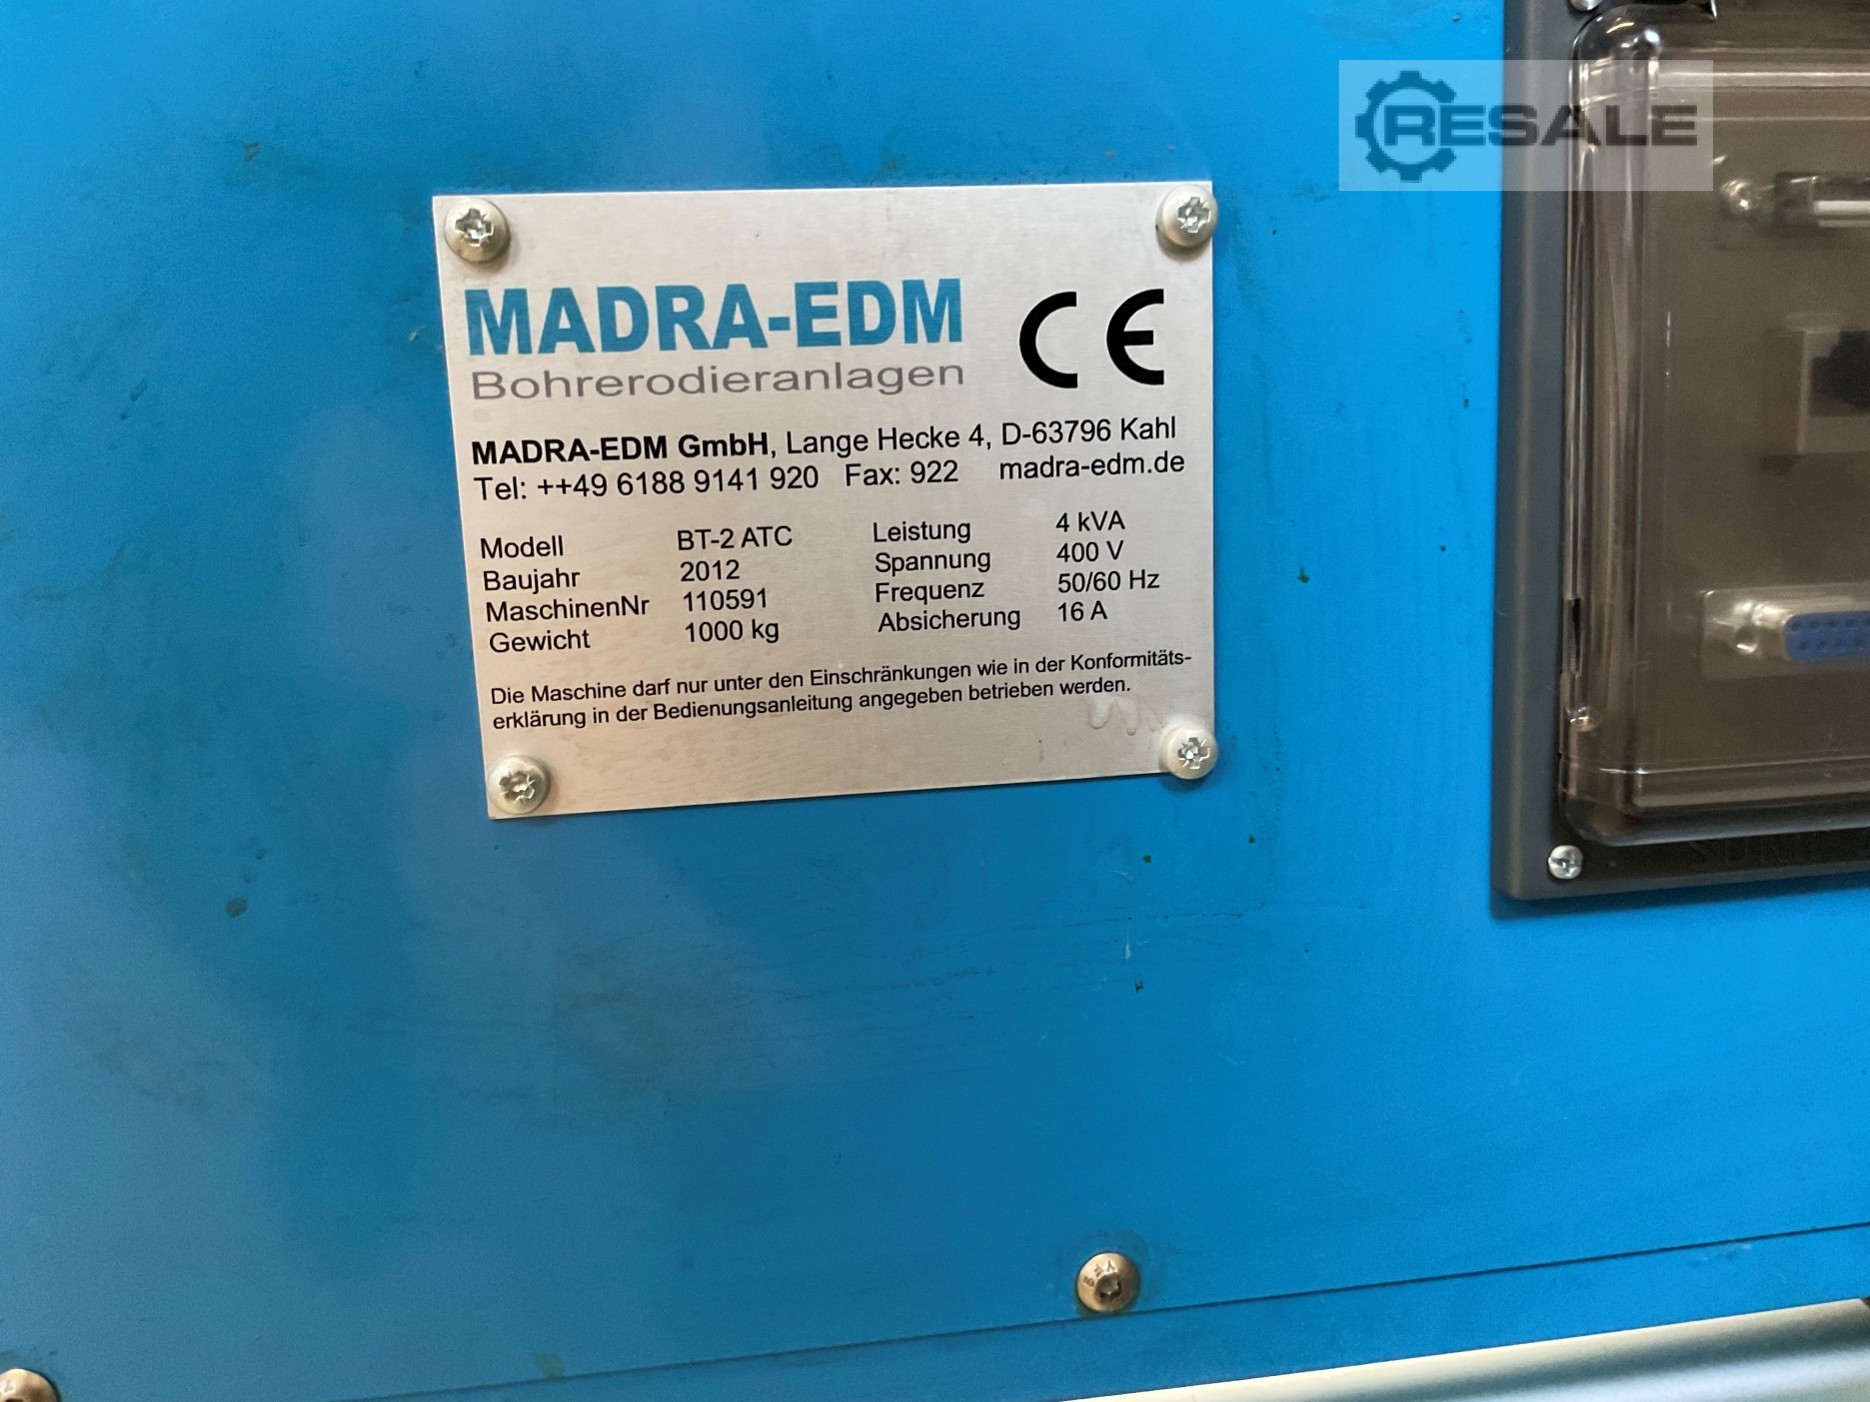 RESALE
MADRA-EDM CE
Bohrerodieranlagen
MADRA-EDM GmbH, Lange Hecke 4, D-63796 Kahl
Tel: ++49 6188 9141 920 Fax: 922 madra-edm.de
Modell BT-2 ATC Leistung 4 kVA
Baujahr 2012 Spannung 400 V
MaschinenNr 110591 Frequenz 50/60 Hz
Gewicht 1000 kg Absicherung 16 A
Die Maschine darf nur unter den Einschränkungen wie in der Konformitäts-
erklärung in der Bedienungsanleitung angegeben betrieben werden.